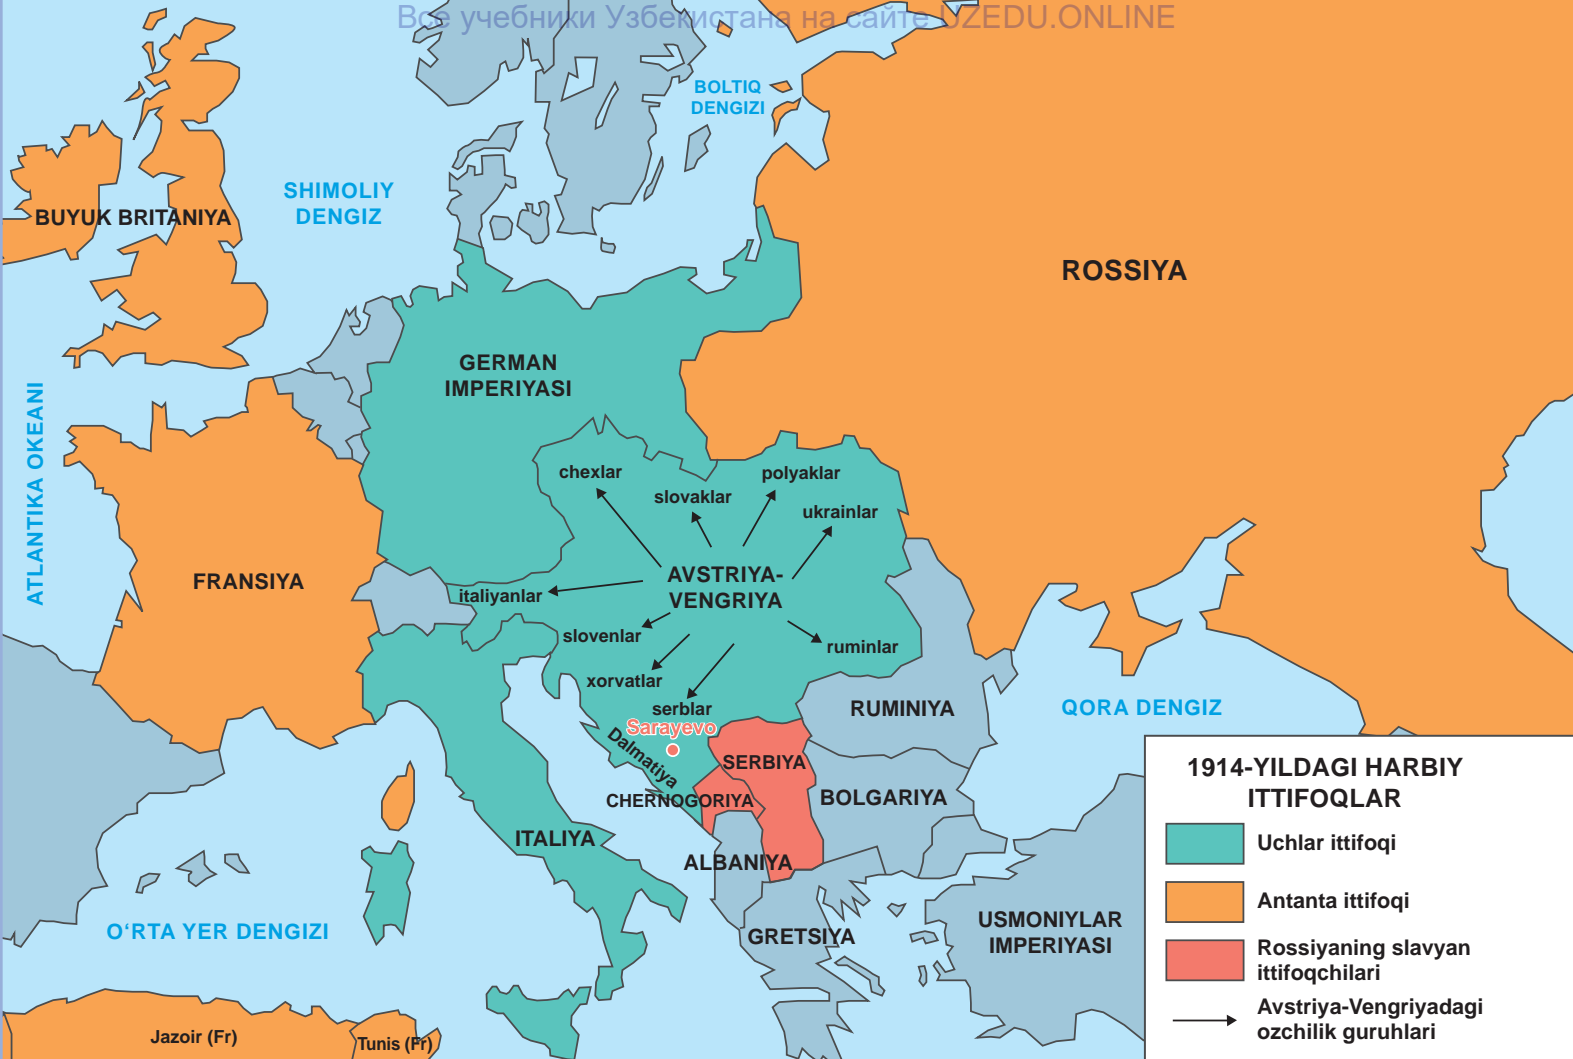 Все учебники Узбекистана на сайте UZEDU.ONLINE
BOLTIQ
DENGIZI
SHIMOLIY
DENGIZ
BUYUK BRITANIYA
ROSSIYA
GERMAN
IMPERIYASI
ATLANTIKA OKEANI
chexlar
polyaklar
slovaklar
ukrainlar
FRANSIYA
AVSTRIYA-
VENGRIYA
italiyanlar
slovenlar
ruminlar
xorvatlar
serblar
Sarayevo
Dalmatiya
RUMINIYA
QORA DENGIZ
SERBIYA
CHERNOGORIYA
BOLGARIYA
ITALIYA
ALBANIYA
O‘RTA YER DENGIZI
GRETSIYA
USMONIYLAR
IMPERIYASI
Jazoir (Fr)
Tunis (Fr)
1914-YILDAGI HARBIY
ITTIFOQLAR
Uchlar ittifoqi
Antanta ittifoqi
Rossiyaning slavyan
ittifoqchilari
Avstriya-Vengriyadagi
ozchilik guruhlari